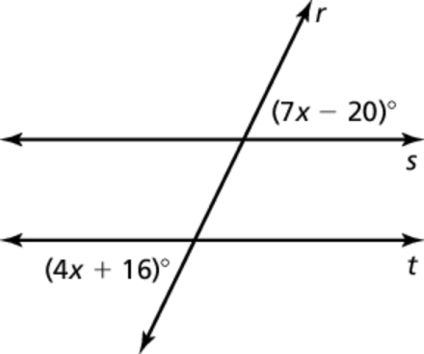 r
(7x − 20)°
s
(4x + 16)°
t